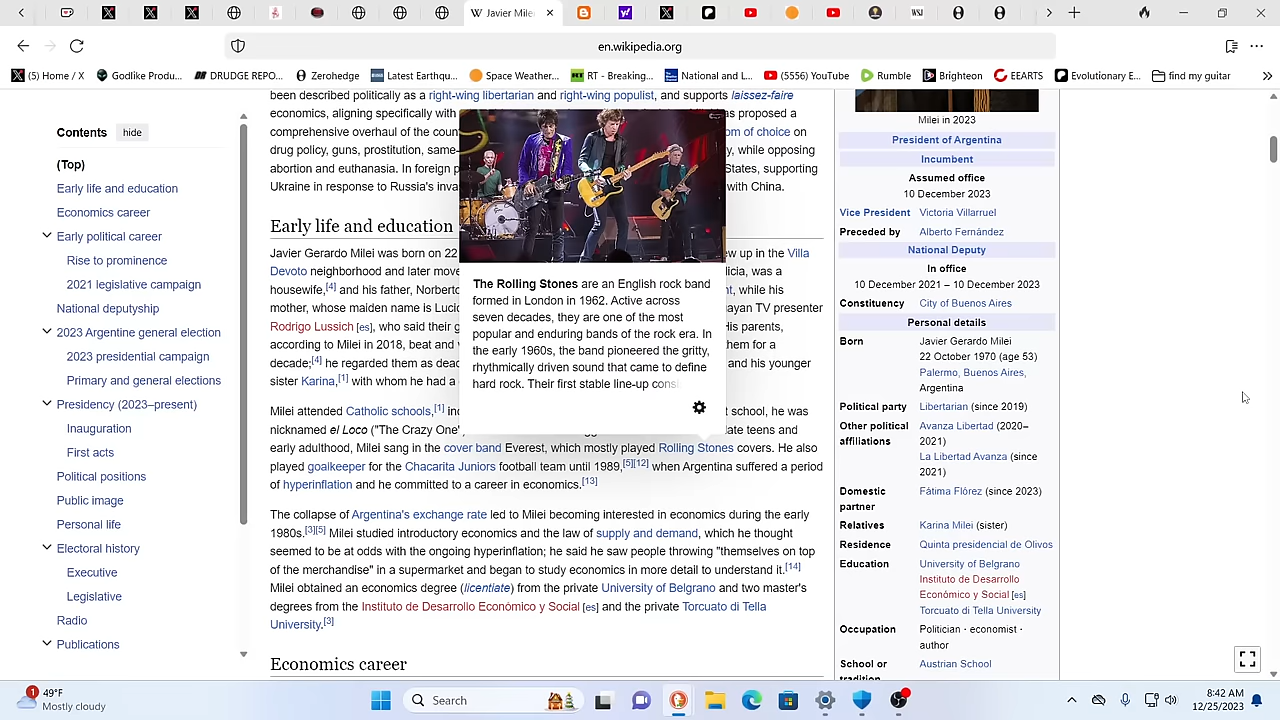 Javier Milei
en.wikipedia.org
(5) Home / X
Godlike Produ...
DRUDGE REPO...
Zerohedge
Latest Earthqu...
Space Weather...
RT - Breaking...
National and L...
(5556) YouTube
Rumble
Brighteon
EEARTS
Evolutionary E...
find my guitar
Contents hide
(Top)
Early life and education
Economics career
Early political career
Rise to prominence
2021 legislative campaign
National deputyship
2023 Argentine general election
2023 presidential campaign
Primary and general elections
Presidency (2023–present)
Inauguration
First acts
Political positions
Public image
Personal life
Electoral history
Executive
Legislative
Radio
Publications
been described politically as a right-wing libertarian and right-wing populist, and supports laissez-faire
economics, aligning specifically with as proposed a
comprehensive overhaul of the coun om of choice on
drug policy, guns, prostitution, same- y, while opposing
abortion and euthanasia. In foreign p States, supporting
Ukraine in response to Russia's inva with China.
Early life and education
Javier Gerardo Milei was born on 22 ew up in the Villa
Devoto neighborhood and later move licia, was a
housewife,[4] and his father, Norberto nt, while his
mother, whose maiden name is Lucic ayan TV presenter
Rodrigo Lussich [es], who said their g His parents,
according to Milei in 2018, beat and v hem for a
decade;[4] he regarded them as dead and his younger
sister Karina,[1] with whom he had a
Milei attended Catholic schools,[1] inc t school, he was
nicknamed el Loco ("The Crazy One" ate teens and
early adulthood, Milei sang in the cover band Everest, which mostly played Rolling Stones covers. He also
played goalkeeper for the Chacarita Juniors football team until 1989,[5][12] when Argentina suffered a period
of hyperinflation and he committed to a career in economics.[13]
The collapse of Argentina's exchange rate led to Milei becoming interested in economics during the early
1980s.[3][5] Milei studied introductory economics and the law of supply and demand, which he thought
seemed to be at odds with the ongoing hyperinflation; he said he saw people throwing "themselves on top
of the merchandise" in a supermarket and began to study economics in more detail to understand it.[14]
Milei obtained an economics degree (licentiate) from the private University of Belgrano and two master's
degrees from the Instituto de Desarrollo Económico y Social [es] and the private Torcuato di Tella
University.[3]
Economics career
The Rolling Stones are an English rock band
formed in London in 1962. Active across
seven decades, they are one of the most
popular and enduring bands of the rock era. In
the early 1960s, the band pioneered the gritty,
rhythmically driven sound that came to define
hard rock. Their first stable line-up cons
Milei in 2023
President of Argentina
Incumbent
Assumed office
10 December 2023
Vice President Victoria Villarruel
Preceded by Alberto Fernández
National Deputy
In office
10 December 2021 – 10 December 2023
Constituency City of Buenos Aires
Personal details
Born Javier Gerardo Milei
22 October 1970 (age 53)
Palermo, Buenos Aires,
Argentina
Political party Libertarian (since 2019)
Other political Avanza Libertad (2020–
affiliations 2021)
La Libertad Avanza (since
2021)
Domestic Fátima Flórez (since 2023)
partner
Relatives Karina Milei (sister)
Residence Quinta presidencial de Olivos
Education University of Belgrano
Instituto de Desarrollo
Económico y Social [es]
Torcuato di Tella University
Occupation Politician · economist ·
author
School or Austrian School
tradition
1
49°F
Mostly cloudy
Search
8:42 AM
12/25/2023